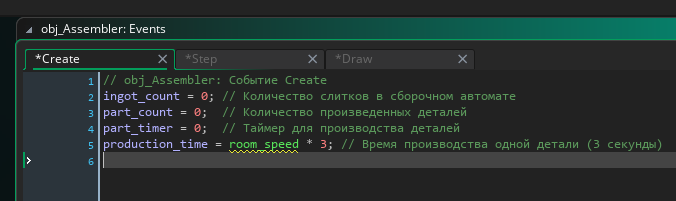 obj_Assembler: Events
*Create *Step *Draw
1 // obj_Assembler: Событие Create
2 ingot_count = 0; // Количество слитков в сборочном автомате
3 part_count = 0;  // Количество произведенных деталей
4 part_timer = 0;  // Таймер для производства деталей
5 production_time = room_speed * 3; // Время производства одной детали (3 секунды)
6